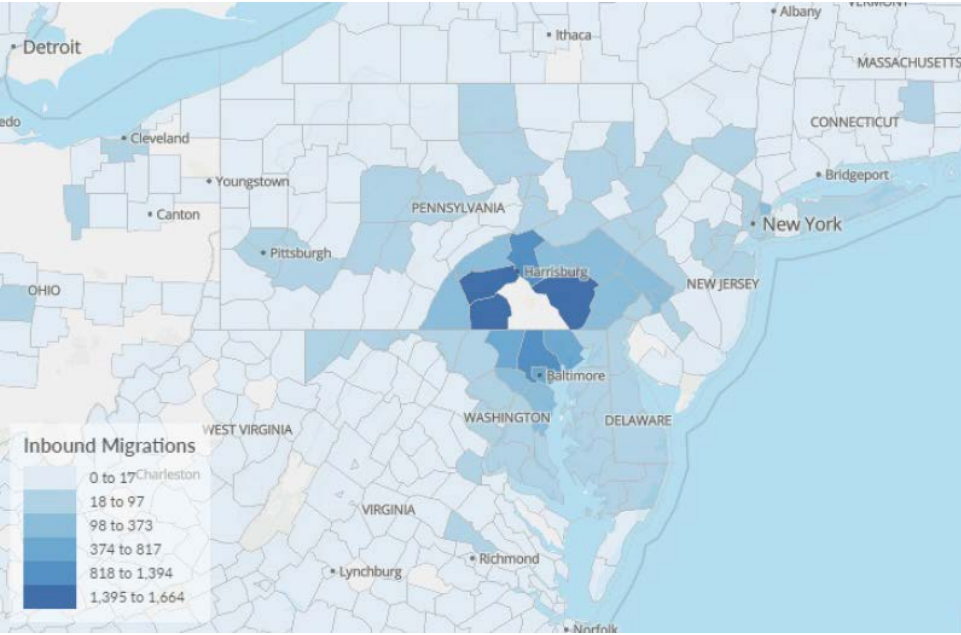 Albany
VERMONT
Ithaca
Detroit
MASSACHUSETTS
edo
CONNECTICUT
Cleveland
Bridgeport
Youngstown
PENNSYLVANIA
Canton
New York
Pittsburgh
Harrisburg
NEW JERSEY
OHIO
Baltimore
WASHINGTON
DELAWARE
WEST VIRGINIA
Inbound Migrations
0 to 17
Charleston
18 to 97
98 to 373
374 to 817
818 to 1,394
1,395 to 1,664
VIRGINIA
Richmond
Lynchburg
Norfolk